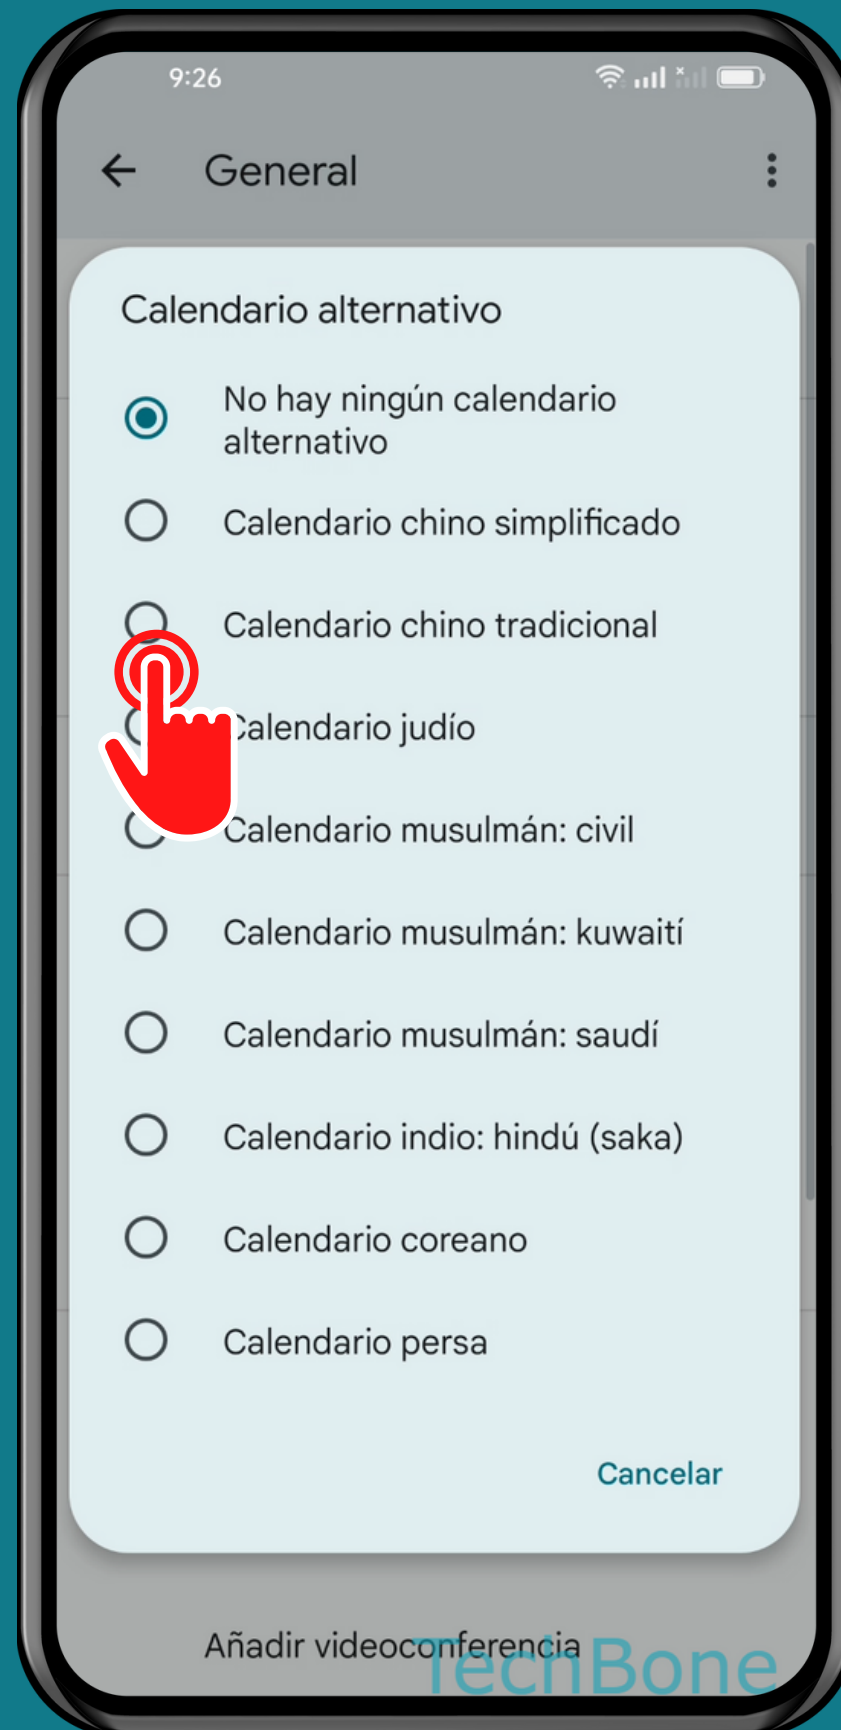 9:26
General
Calendario alternativo
No hay ningún calendario
alternativo
Calendario chino simplificado
Calendario chino tradicional
Calendario judío
Calendario musulmán: civil
Calendario musulmán: kuwaití
Calendario musulmán: saudí
Calendario indio: hindú (saka)
Calendario coreano
Calendario persa
Cancelar
Añadir videoconferencia
TechBone